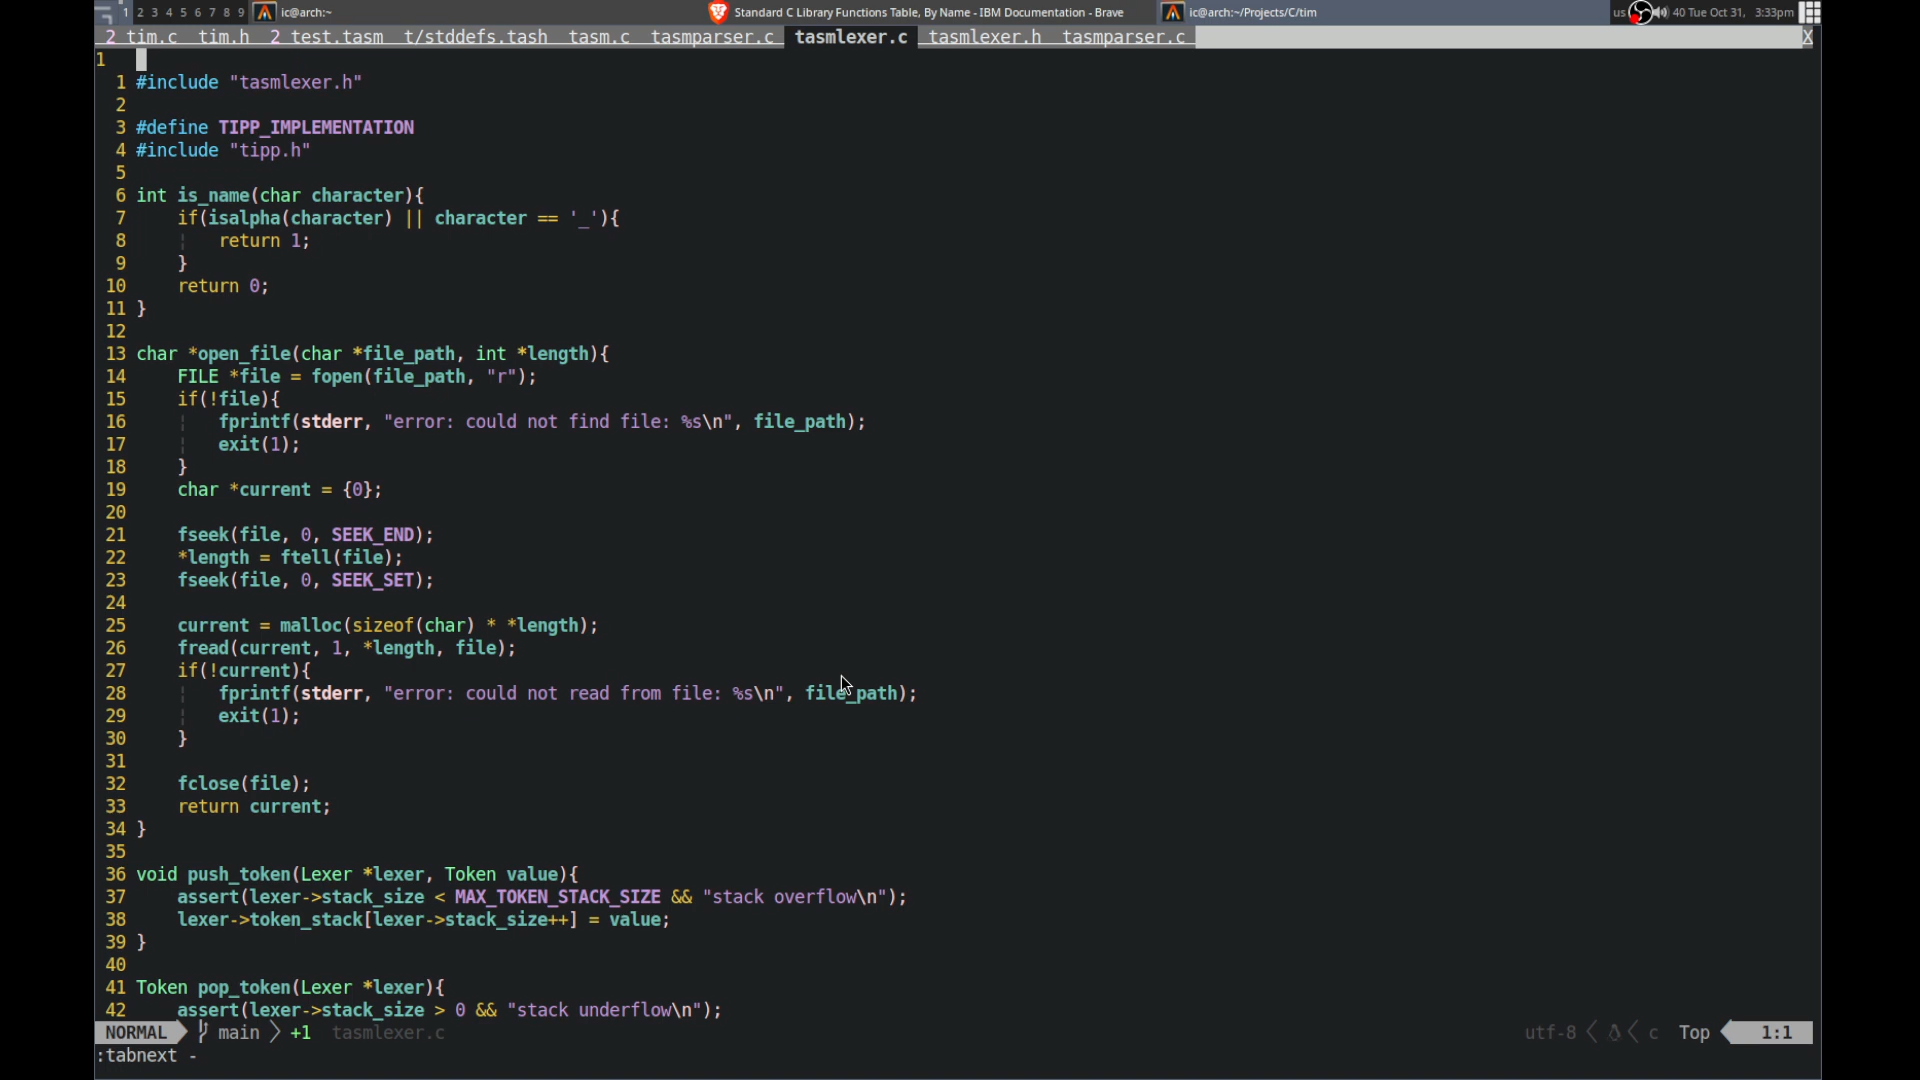 1 2 3 4 5 6 7 8 9 ic@arch:~ Standard C Library Functions Table, By Name - IBM Documentation - Brave ic@arch:~/Projects/C/tim us 40 Tue Oct 31, 3:33pm
2 tim.c tim.h 2 test.tasm t/stddefs.tash tasm.c tasmparser.c tasmlexer.c tasmlexer.h tasmparser.c X
1
1 #include "tasmlexer.h"
2
3 #define TIPP_IMPLEMENTATION
4 #include "tipp.h"
5
6 int is_name(char character){
7     if(isalpha(character) || character == '_'){
8     ¦   return 1;
9     }
10     return 0;
11 }
12
13 char *open_file(char *file_path, int *length){
14     FILE *file = fopen(file_path, "r");
15     if(!file){
16     ¦   fprintf(stderr, "error: could not find file: %s\n", file_path);
17     ¦   exit(1);
18     }
19     char *current = {0};
20
21     fseek(file, 0, SEEK_END);
22     *length = ftell(file);
23     fseek(file, 0, SEEK_SET);
24
25     current = malloc(sizeof(char) * *length);
26     fread(current, 1, *length, file);
27     if(!current){
28     ¦   fprintf(stderr, "error: could not read from file: %s\n", file_path);
29     ¦   exit(1);
30     }
31
32     fclose(file);
33     return current;
34 }
35
36 void push_token(Lexer *lexer, Token value){
37     assert(lexer->stack_size < MAX_TOKEN_STACK_SIZE && "stack overflow\n");
38     lexer->token_stack[lexer->stack_size++] = value;
39 }
40
41 Token pop_token(Lexer *lexer){
42     assert(lexer->stack_size > 0 && "stack underflow\n");
NORMAL main +1 tasmlexer.c utf-8 c Top 1:1
:tabnext -